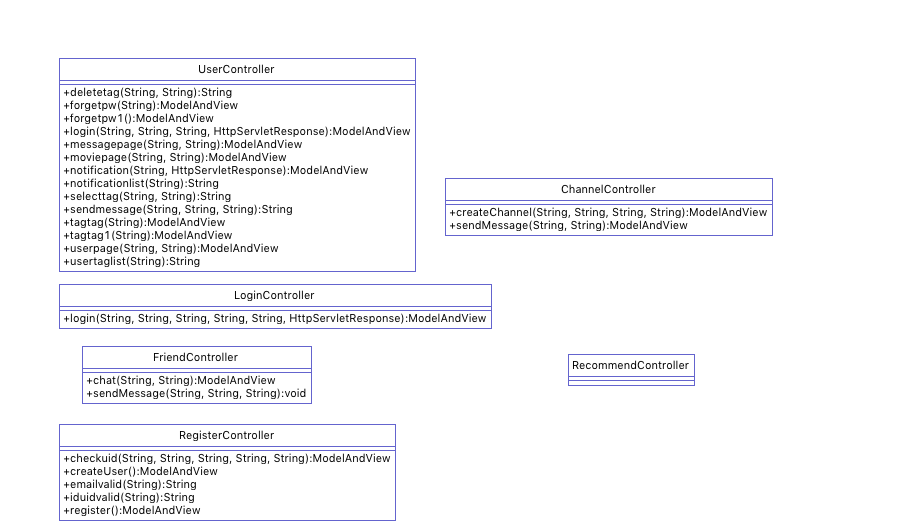 UserController
+deletetag(String, String):String
+forgetpw(String):ModelAndView
+forgetpw1():ModelAndView
+login(String, String, String, HttpServletResponse):ModelAndView
+messagepage(String, String):ModelAndView
+moviepage(String, String):ModelAndView
+notification(String, HttpServletResponse):ModelAndView
+notificationlist(String):String
+selecttag(String, String):String
+sendmessage(String, String, String):String
+tagtag(String):ModelAndView
+tagtag1(String):ModelAndView
+userpage(String, String):ModelAndView
+usertaglist(String):String
ChannelController
+createChannel(String, String, String, String):ModelAndView
+sendMessage(String, String):ModelAndView
LoginController
+login(String, String, String, String, String, HttpServletResponse):ModelAndView
FriendController
+chat(String, String):ModelAndView
+sendMessage(String, String, String):void
RecommendController
RegisterController
+checkuid(String, String, String, String, String):ModelAndView
+createUser():ModelAndView
+emailvalid(String):String
+iduidvalid(String):String
+register():ModelAndView